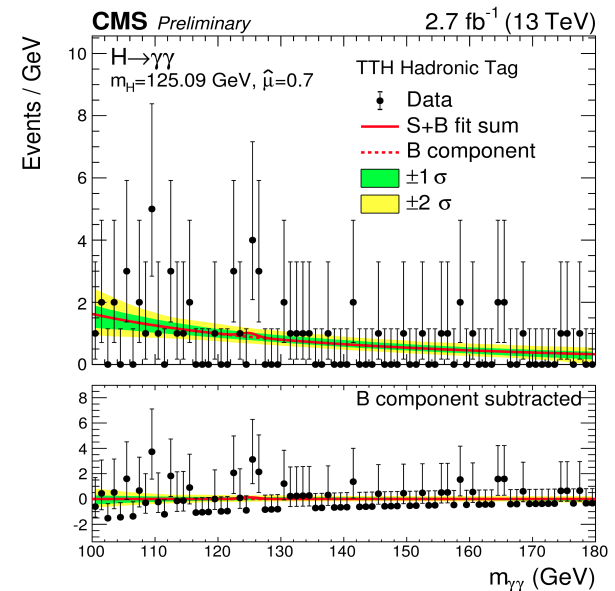 CMS Preliminary 2.7 fb⁻¹ (13 TeV)
Events / GeV
10
8
6
4
2
0
H→γγ
m_H=125.09 GeV, μ̂=0.7
TTH Hadronic Tag
Data
S+B fit sum
B component
±1 σ
±2 σ
B component subtracted
8
6
4
2
0
-2
100 110 120 130 140 150 160 170 180
m_γγ (GeV)